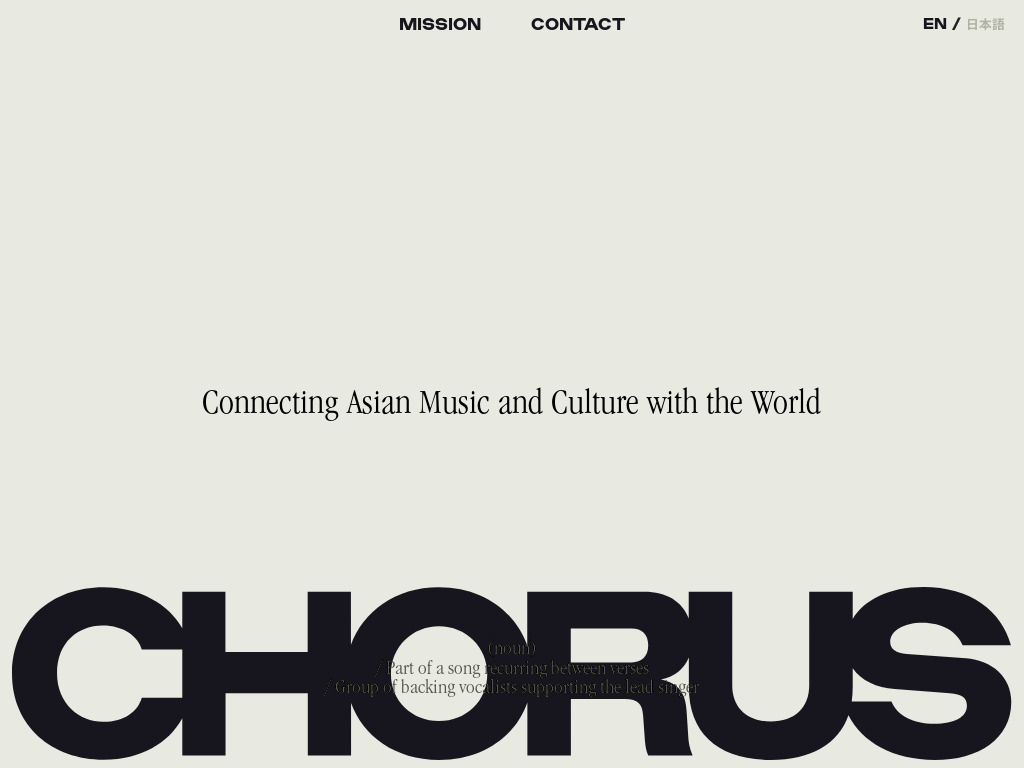 MISSION CONTACT EN / 日本語
Connecting Asian Music and Culture with the World
CHORUS
(noun)
/ Part of a song recurring between verses
/ Group of backing vocalists supporting the lead singer